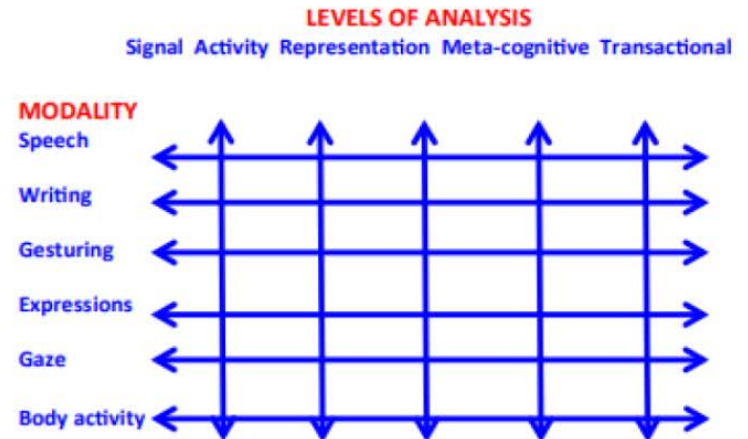 LEVELS OF ANALYSIS
Signal Activity Representation Meta-cognitive Transactional
MODALITY
Speech
Writing
Gesturing
Expressions
Gaze
Body activity